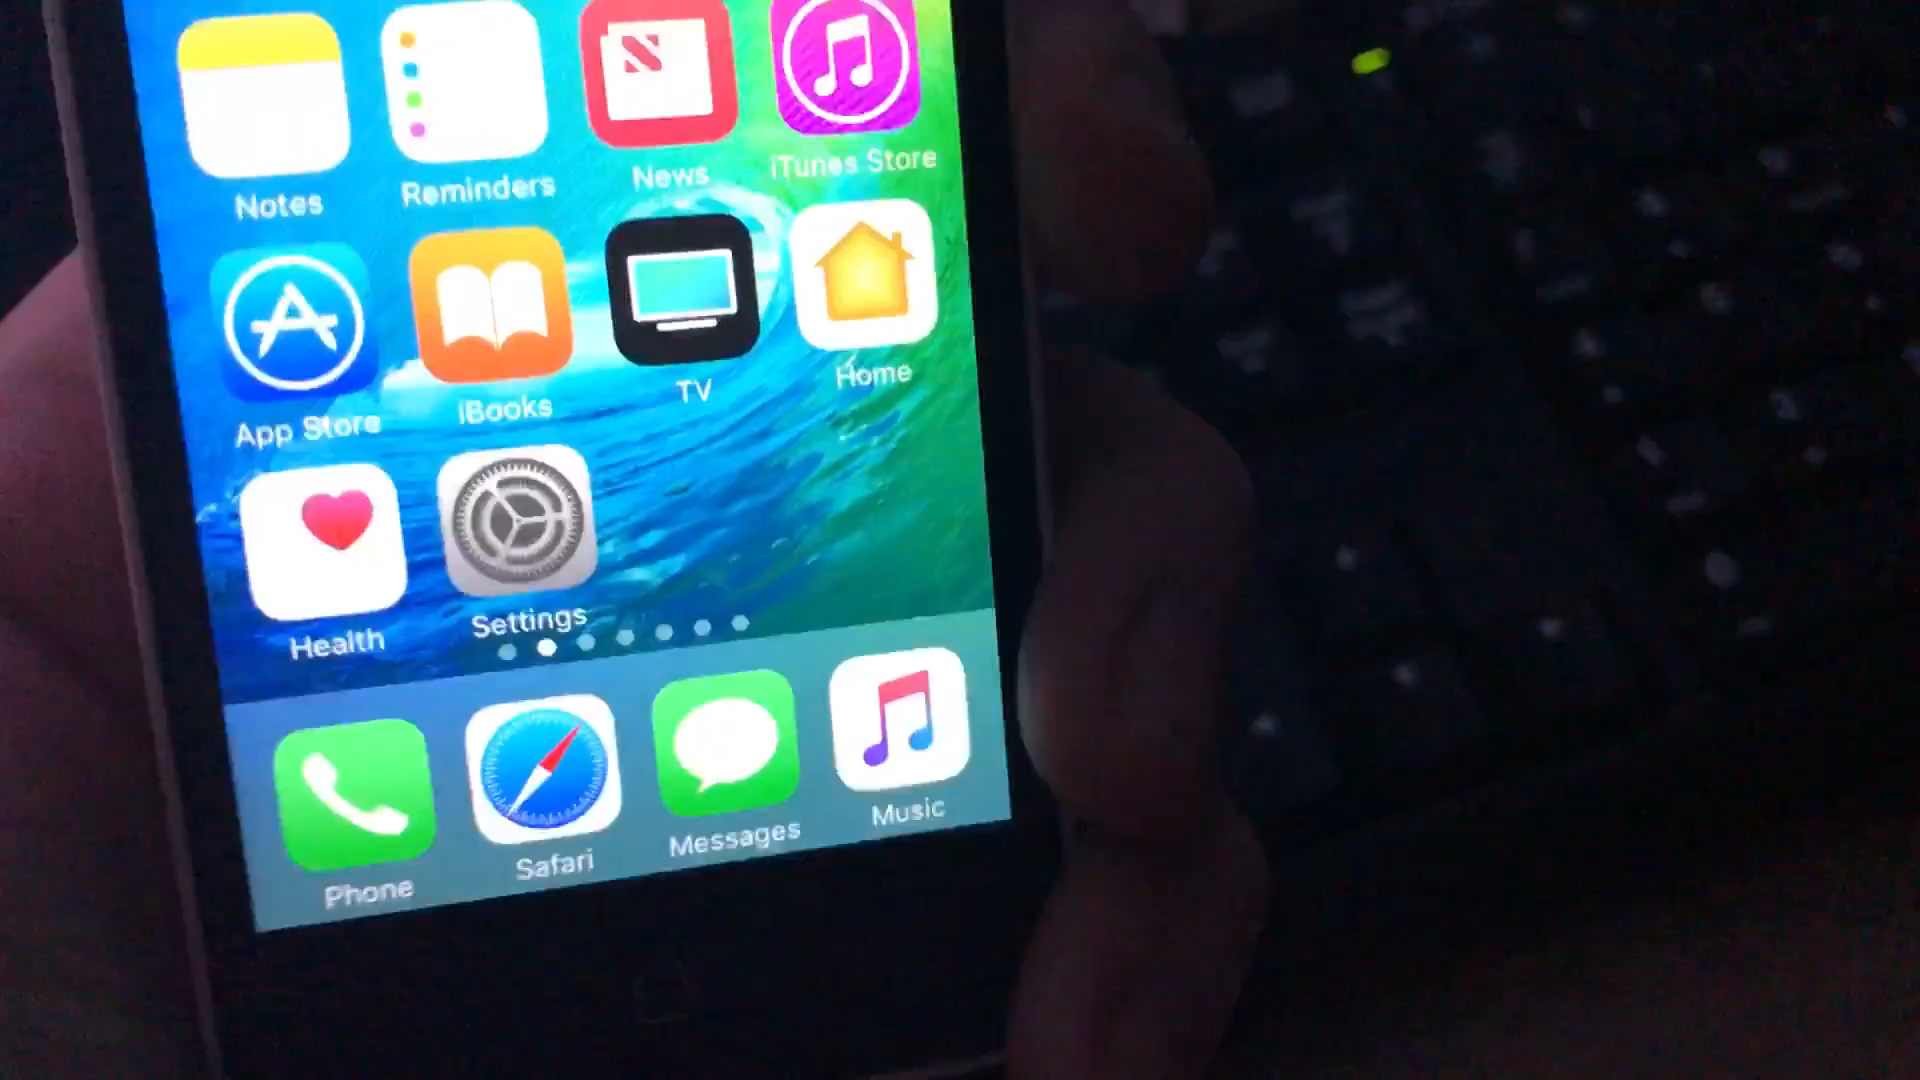 Notes
Reminders
News
iTunes Store
App Store
iBooks
TV
Home
Health
Settings
Phone
Safari
Messages
Music